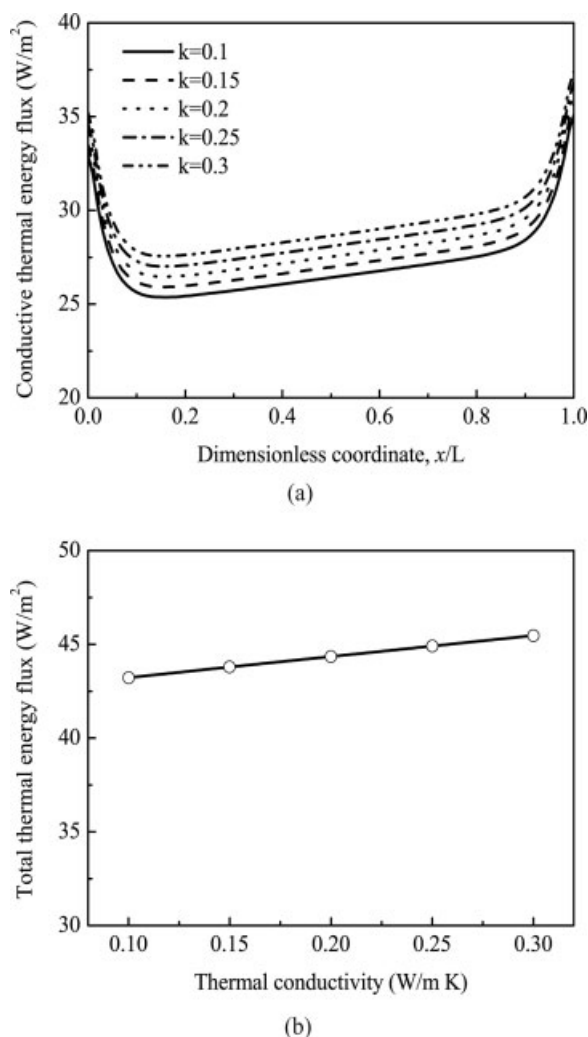 40
35
30
25
20
Conductive thermal energy flux (W/m²)
k=0.1
k=0.15
k=0.2
k=0.25
k=0.3
0.0 0.2 0.4 0.6 0.8 1.0
Dimensionless coordinate, x/L
(a)
50
45
40
35
30
Total thermal energy flux (W/m²)
0.10 0.15 0.20 0.25 0.30
Thermal conductivity (W/m K)
(b)